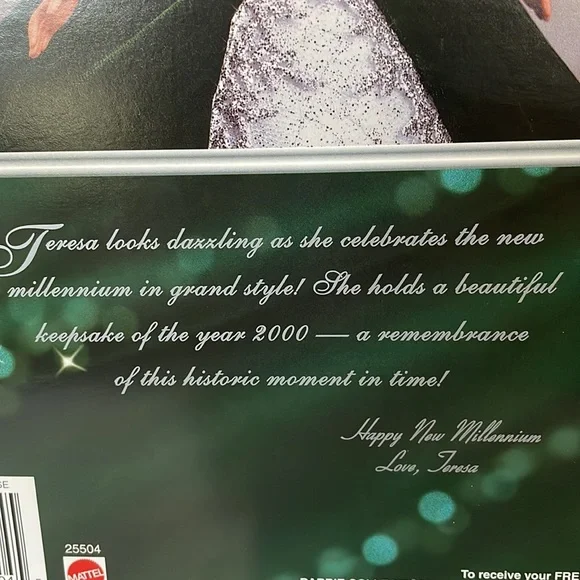 Teresa looks dazzling as she celebrates the new
millennium in grand style! She holds a beautiful
keepsake of the year 2000 — a remembrance
of this historic moment in time!
Happy New Millennium
Love, Teresa
25504
MATTEL
To receive your FRE